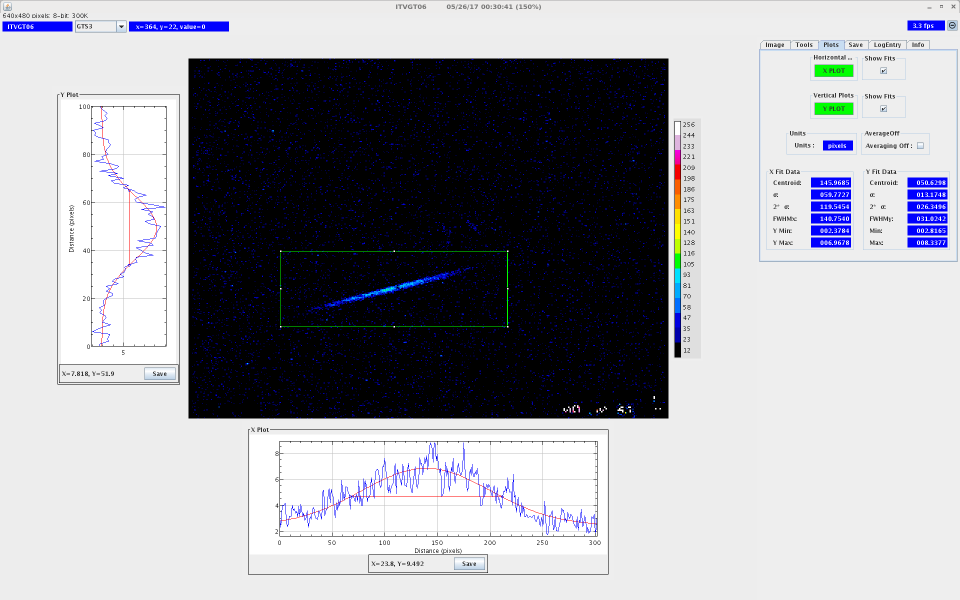 ITVGT06 05/26/17 00:30:41 (150%)
640x480 pixels: 8-bit: 300K
ITVGT06 GTS3 x=364, y=22, value=0 3.3 fps
Image Tools Plots Save LogEntry Info
Horizontal ... Show Fits
X PLOT
Vertical Plots Show Fits
Y PLOT
Units AverageOff
Units : pixels Averaging Off :
X Fit Data Y Fit Data
Centroid: 145.9685 Centroid: 050.6298
σ: 059.7727 σ: 013.1748
2* σ: 119.5454 2* σ: 026.3496
FWHMx: 140.7540 FWHMy: 031.0242
Y Min: 002.3784 Min: 002.8165
Y Max: 006.9678 Max: 008.3377
Y Plot
100
80
60
40
20
0
Distance (pixels)
5
X=7.818, Y=51.9 Save
256
244
233
221
209
198
186
175
163
151
140
128
116
105
93
81
70
58
47
35
23
12
X Plot
8
6
4
2
0 50 100 150 200 250 300
Distance (pixels)
X=23.8, Y=9.492 Save